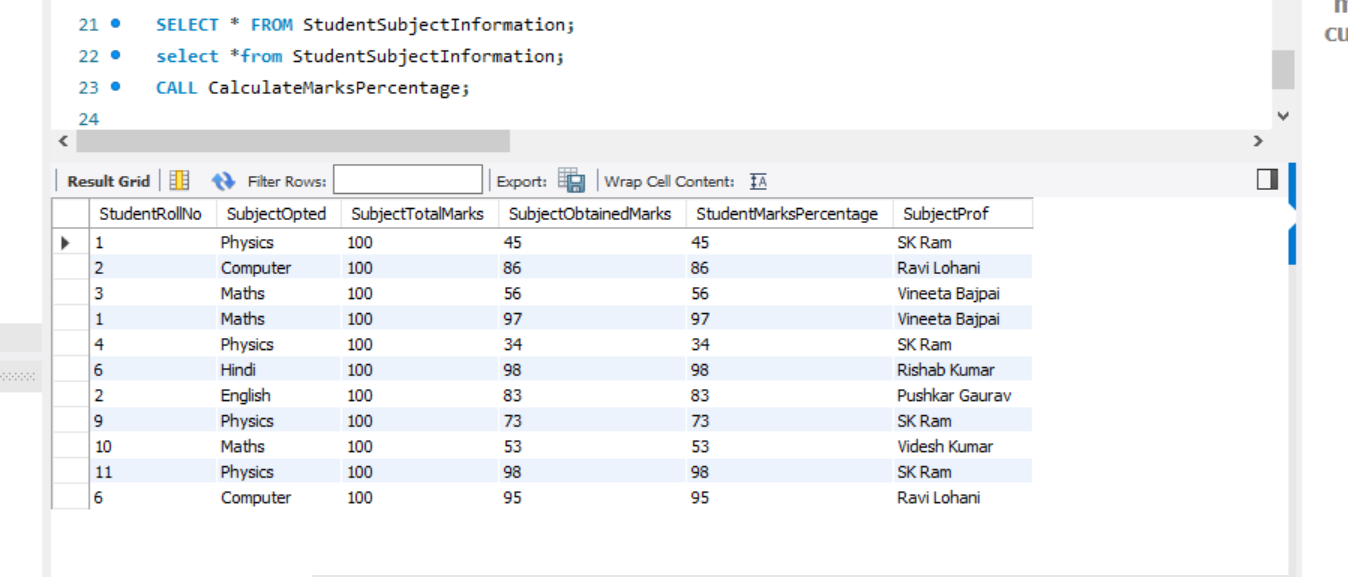 21 SELECT * FROM StudentSubjectInformation;
22 select *from StudentSubjectInformation;
23 CALL CalculateMarksPercentage;
24
Result Grid Filter Rows: Export: Wrap Cell Content: IA
StudentRollNo SubjectOpted SubjectTotalMarks SubjectObtainedMarks StudentMarksPercentage SubjectProf
1 Physics 100 45 45 SK Ram
2 Computer 100 86 86 Ravi Lohani
3 Maths 100 56 56 Vineeta Bajpai
1 Maths 100 97 97 Vineeta Bajpai
4 Physics 100 34 34 SK Ram
6 Hindi 100 98 98 Rishab Kumar
2 English 100 83 83 Pushkar Gaurav
9 Physics 100 73 73 SK Ram
10 Maths 100 53 53 Videsh Kumar
11 Physics 100 98 98 SK Ram
6 Computer 100 95 95 Ravi Lohani